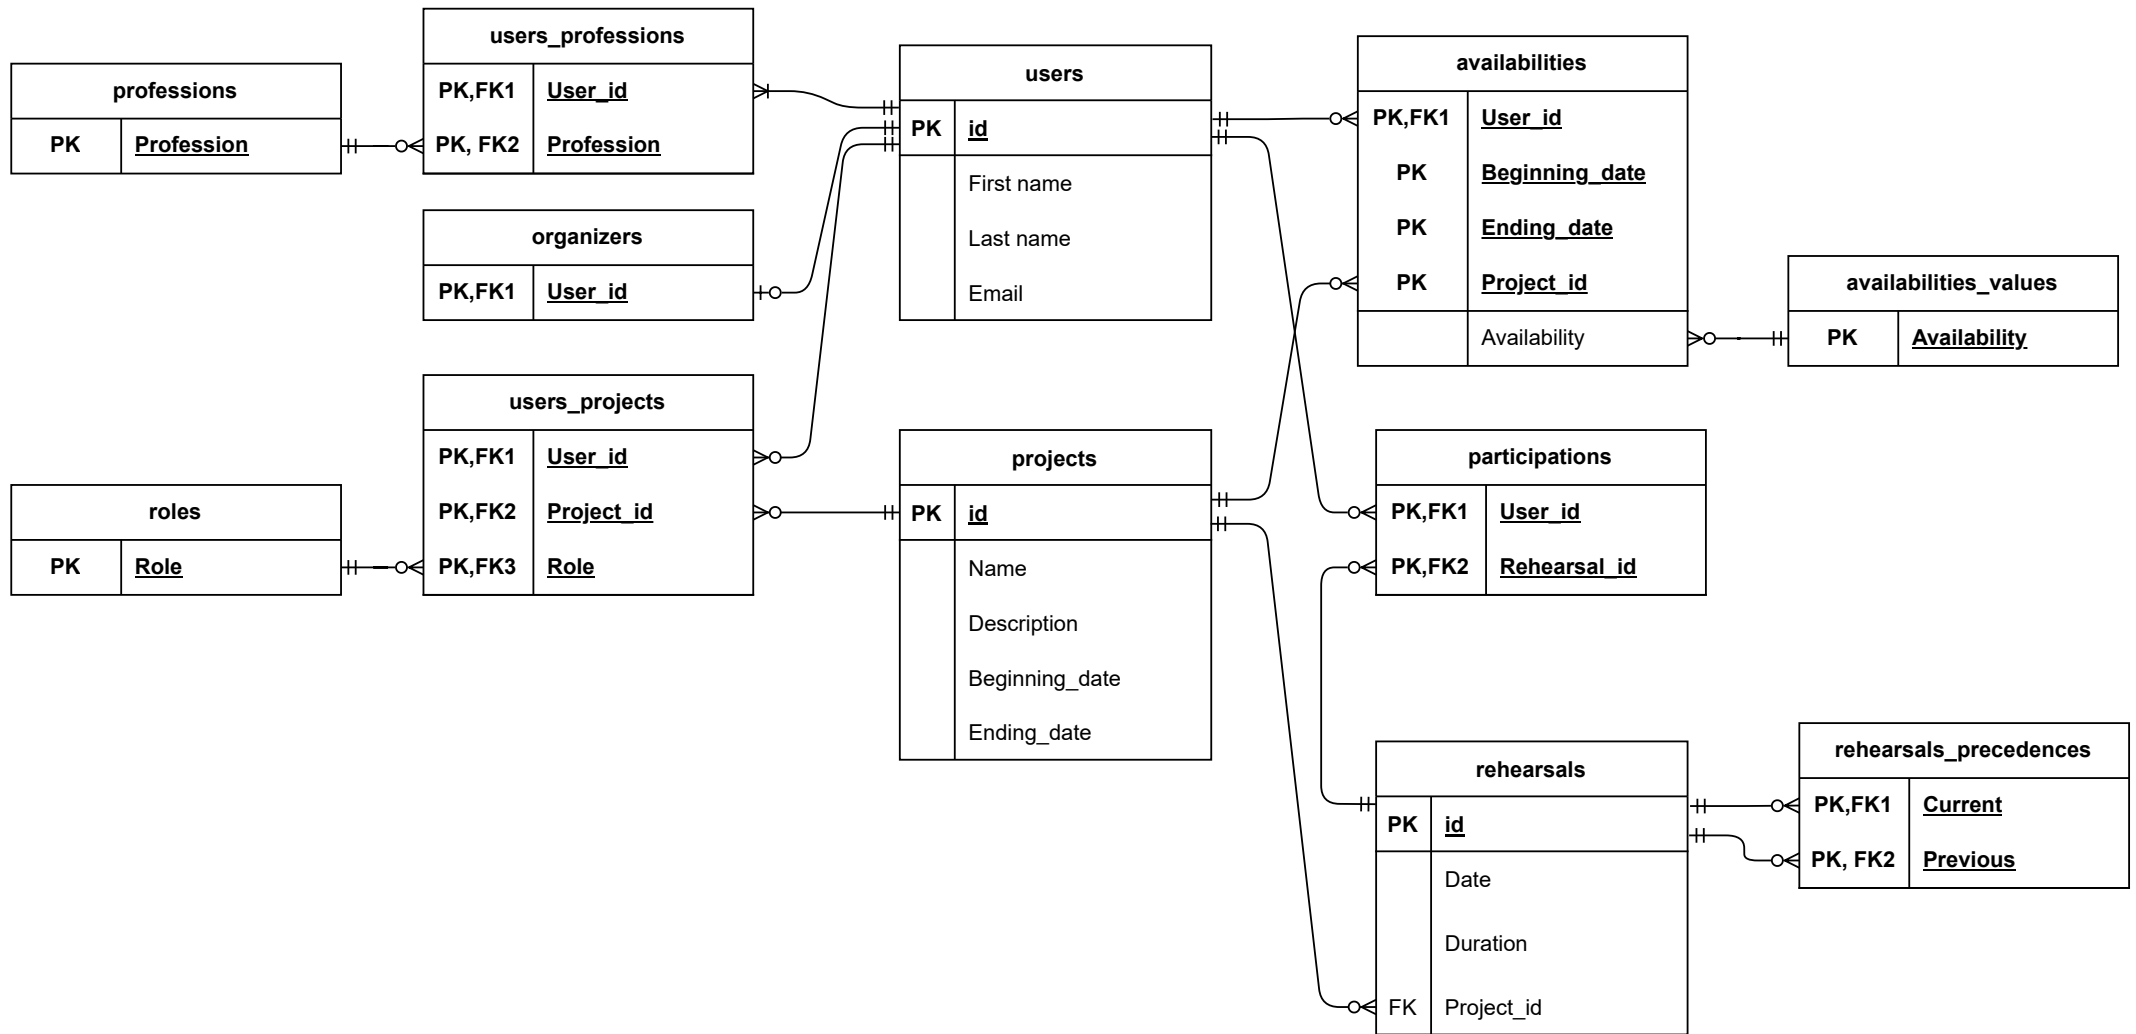 users_professions
PK,FK1 User_id
PK, FK2 Profession
professions
PK Profession
organizers
PK,FK1 User_id
users_projects
PK,FK1 User_id
PK,FK2 Project_id
PK,FK3 Role
roles
PK Role
users
PK id
First name
Last name
Email
projects
PK id
Name
Description
Beginning_date
Ending_date
availabilities
PK,FK1 User_id
PK Beginning_date
PK Ending_date
PK Project_id
Availability
availabilities_values
PK Availability
participations
PK,FK1 User_id
PK,FK2 Rehearsal_id
rehearsals
PK id
Date
Duration
FK Project_id
rehearsals_precedences
PK,FK1 Current
PK, FK2 Previous